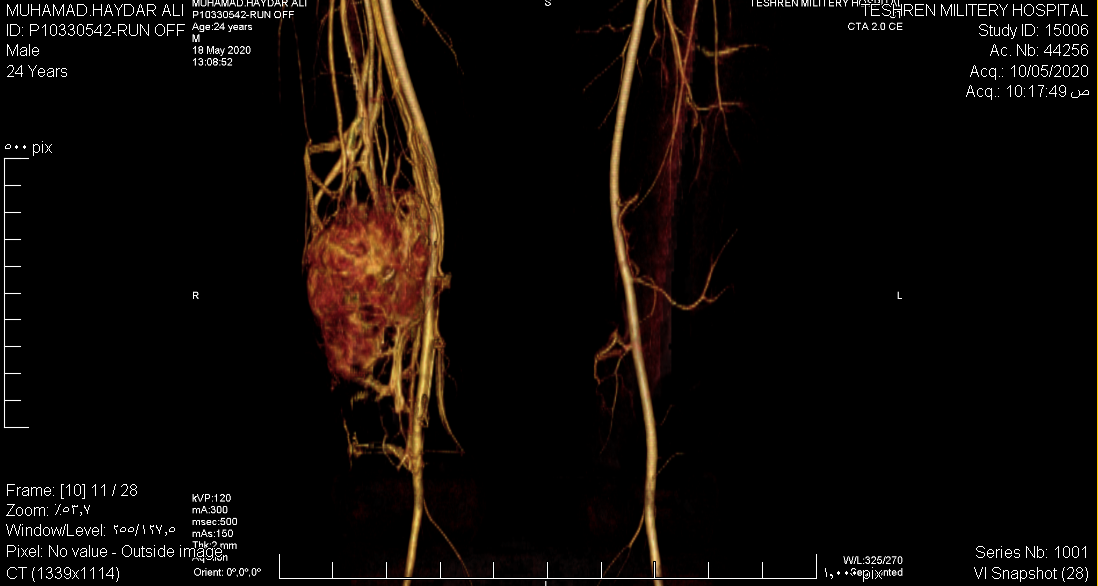 MUHAMAD.HAYDAR ALI
ID: P10330542-RUN OFF
Male
24 Years
MUHAMAD.HAYDAR ALI
P10330542-RUN OFF
Age:24 years
M
18 May 2020
13:08:52
S
TESHREN MILITERY
CTA 2.0 CE
TESHREN MILITERY HOSPITAL
Study ID: 15006
Ac. Nb: 44256
Acq.: 10/05/2020
Acq.: 10:17:49 ص
٥٠٠ pix
R
L
Frame: [10] 11 / 28
Zoom: ٪٥٣,٧
Window/Level: ٢٥٥/١٢٧,٥
Pixel: No value - Outside image
CT (1339x1114)
kVP:120
mA:300
msec:500
mAs:150
Thk:2 mm
Orient: 0º,0º,0º
W/L:325/270
١,٠٠٠ pix
Series Nb: 1001
VI Snapshot (28)